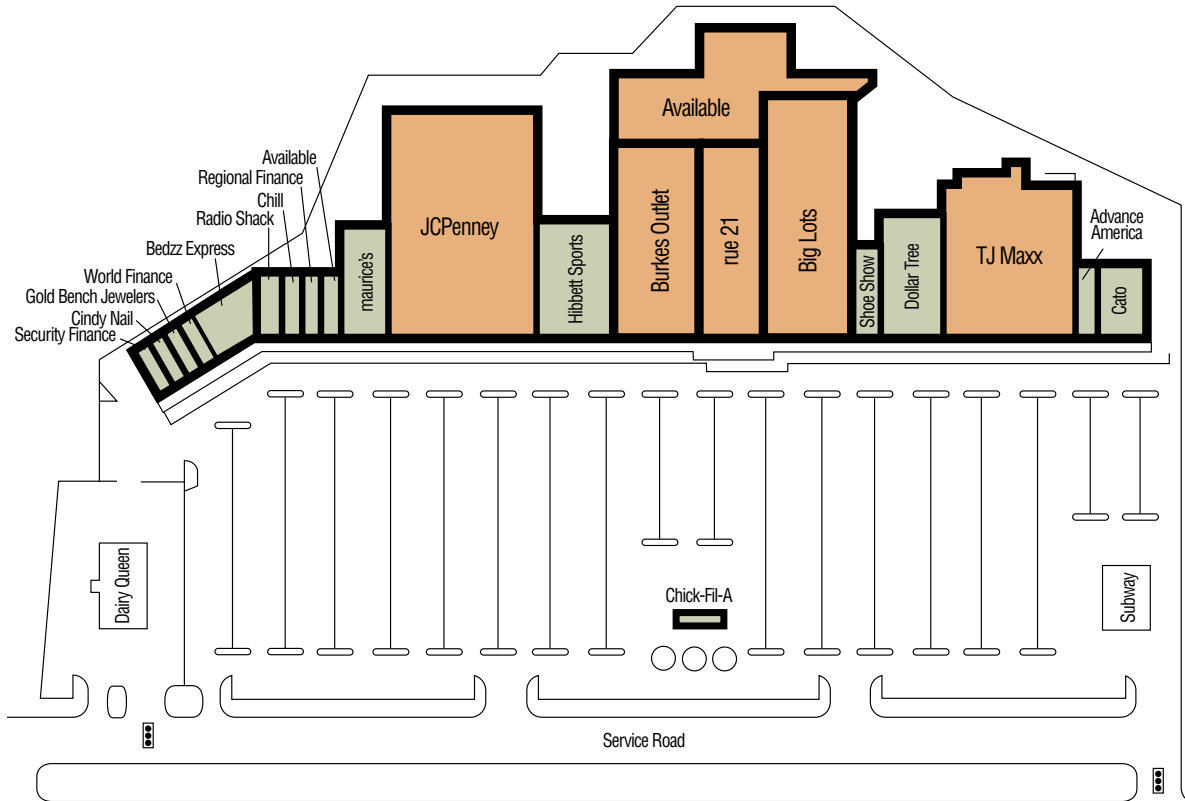 Available
Available
Regional Finance
Chill
Radio Shack
Bedzz Express
World Finance
Gold Bench Jewelers
Cindy Nail
Security Finance
maurice's
JCPenney
Hibbett Sports
Burkes Outlet
rue 21
Big Lots
Shoe Show
Dollar Tree
TJ Maxx
Advance
America
Cato
Dairy Queen
Chick-Fil-A
Subway
Service Road